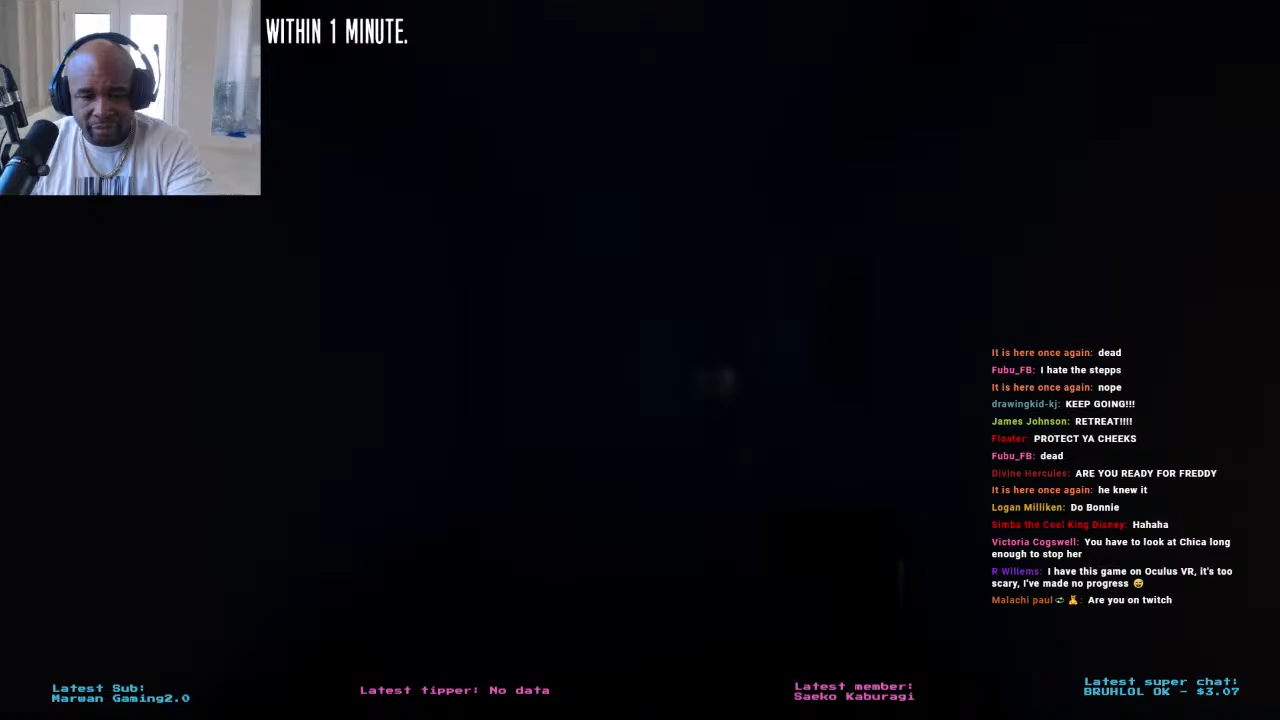 WITHIN 1 MINUTE.
It is here once again: dead
Fubu_FB: I hate the stepps
It is here once again: nope
drawingkid-kj: KEEP GOING!!!
James Johnson: RETREAT!!!!
Floater: PROTECT YA CHEEKS
Fubu_FB: dead
Divine Hercules: ARE YOU READY FOR FREDDY
It is here once again: he knew it
Logan Milliken: Do Bonnie
Simba the Cool King Disney: Hahaha
Victoria Cogswell: You have to look at Chica long
enough to stop her
R Willems: I have this game on Oculus VR, it's too
scary, I've made no progress 😅
Malachi paul🐲🧸: Are you on twitch
Latest Sub:
Marwan Gaming2.0
Latest tipper: No data
Latest member:
Saeko Kaburagi
Latest super chat:
BRUHLOL OK - $3.07